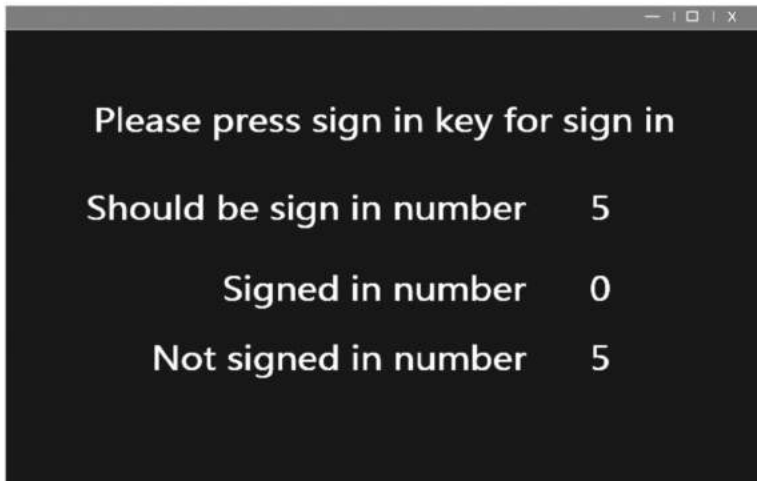 Please press sign in key for sign in
Should be sign in number 5
Signed in number 0
Not signed in number 5